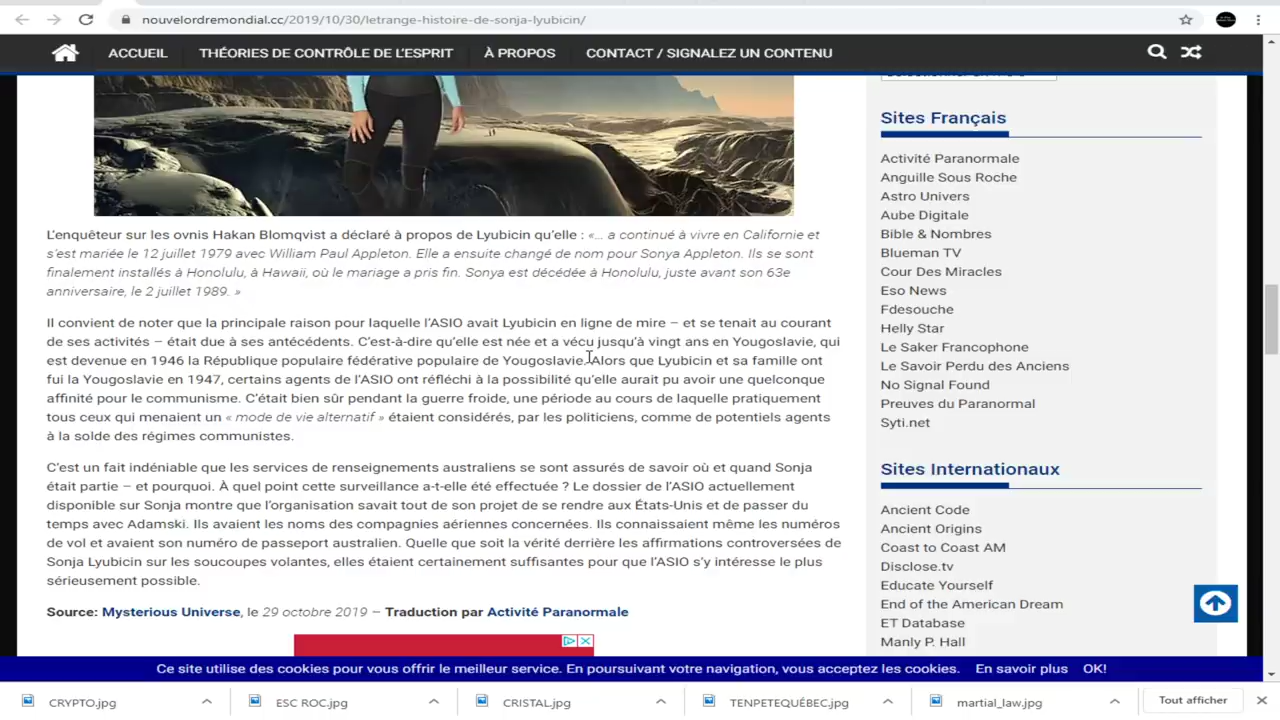 nouvelordremondial.cc/2019/10/30/letrange-histoire-de-sonja-lyubicin/
ACCUEIL THÉORIES DE CONTRÔLE DE L'ESPRIT À PROPOS CONTACT / SIGNALEZ UN CONTENU
L'enquêteur sur les ovnis Hakan Blomqvist a déclaré à propos de Lyubicin qu'elle : «... a continué à vivre en Californie et
s'est mariée le 12 juillet 1979 avec William Paul Appleton. Elle a ensuite changé de nom pour Sonya Appleton. Ils se sont
finalement installés à Honolulu, à Hawaii, où le mariage a pris fin. Sonya est décédée à Honolulu, juste avant son 63e
anniversaire, le 2 juillet 1989. »
Il convient de noter que la principale raison pour laquelle l'ASIO avait Lyubicin en ligne de mire – et se tenait au courant
de ses activités – était due à ses antécédents. C'est-à-dire qu'elle est née et a vécu jusqu'à vingt ans en Yougoslavie, qui
est devenue en 1946 la République populaire fédérative populaire de Yougoslavie. Alors que Lyubicin et sa famille ont
fui la Yougoslavie en 1947, certains agents de l'ASIO ont réfléchi à la possibilité qu'elle aurait pu avoir une quelconque
affinité pour le communisme. C'était bien sûr pendant la guerre froide, une période au cours de laquelle pratiquement
tous ceux qui menaient un « mode de vie alternatif » étaient considérés, par les politiciens, comme de potentiels agents
à la solde des régimes communistes.
C'est un fait indéniable que les services de renseignements australiens se sont assurés de savoir où et quand Sonja
était partie – et pourquoi. À quel point cette surveillance a-t-elle été effectuée ? Le dossier de l'ASIO actuellement
disponible sur Sonja montre que l'organisation savait tout de son projet de se rendre aux États-Unis et de passer du
temps avec Adamski. Ils avaient les noms des compagnies aériennes concernées. Ils connaissaient même les numéros
de vol et avaient son numéro de passeport australien. Quelle que soit la vérité derrière les affirmations controversées de
Sonja Lyubicin sur les soucoupes volantes, elles étaient certainement suffisantes pour que l'ASIO s'y intéresse le plus
sérieusement possible.
Source: Mysterious Universe, le 29 octobre 2019 – Traduction par Activité Paranormale
Sites Français
Activité Paranormale
Anguille Sous Roche
Astro Univers
Aube Digitale
Bible & Nombres
Blueman TV
Cour Des Miracles
Eso News
Fdesouche
Helly Star
Le Saker Francophone
Le Savoir Perdu des Anciens
No Signal Found
Preuves du Paranormal
Syti.net
Sites Internationaux
Ancient Code
Ancient Origins
Coast to Coast AM
Disclose.tv
Educate Yourself
End of the American Dream
ET Database
Manly P. Hall
Ce site utilise des cookies pour vous offrir le meilleur service. En poursuivant votre navigation, vous acceptez les cookies. En savoir plus OK!
CRYPTO.jpg ESC ROC.jpg CRISTAL.jpg TENPETEQUÉBEC.jpg martial_law.jpg Tout afficher